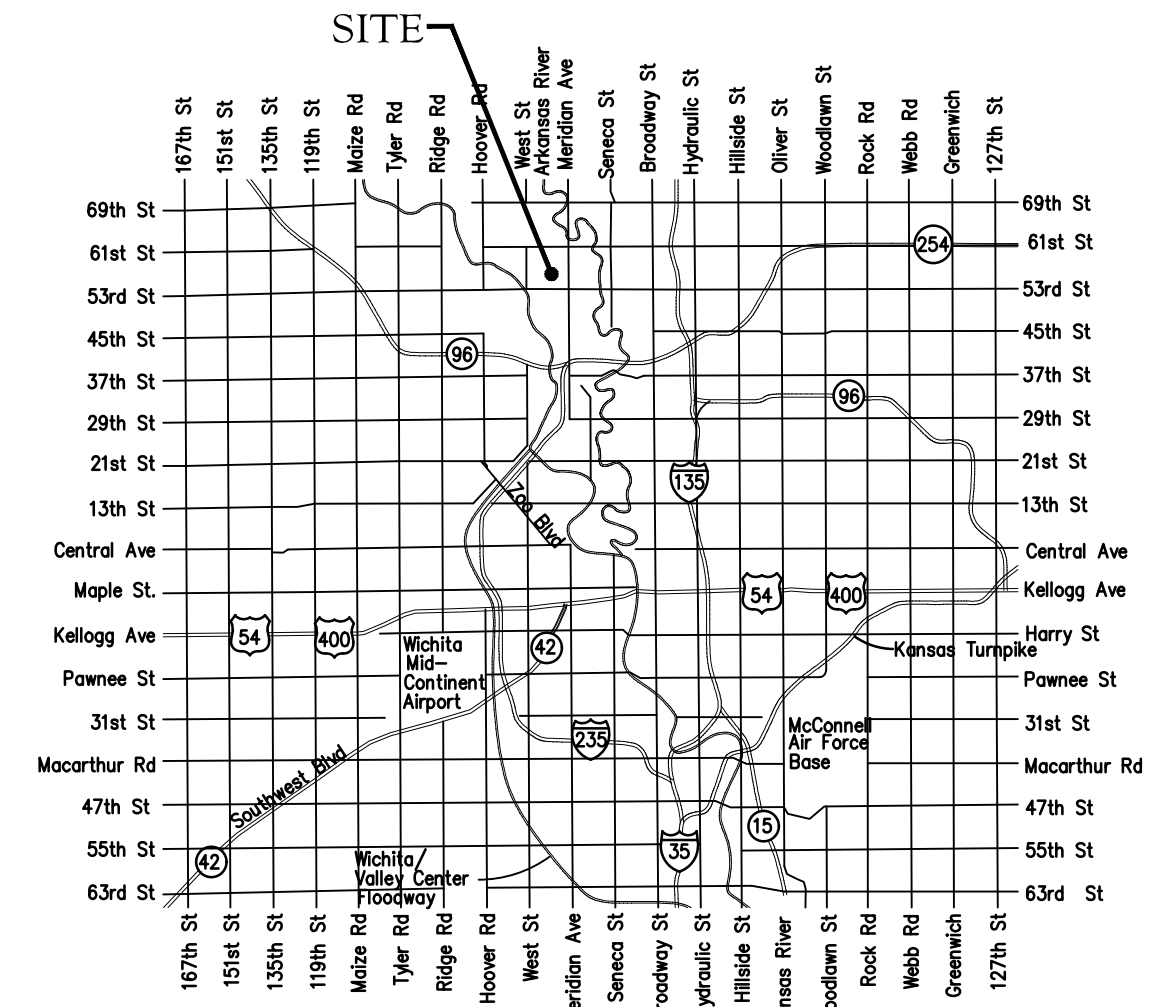 SITE
167th St
151st St
135th St
119th St
Maize Rd
Tyler Rd
Ridge Rd
Hoover Rd
West St
Arkansas River
Meridian Ave
Seneca St
Broadway St
Hydraulic St
Hillside St
Oliver St
Woodlawn St
Rock Rd
Webb Rd
Greenwich
127th St
69th St
69th St
61st St
61st St
254
53rd St
53rd St
45th St
45th St
96
37th St
37th St
96
29th St
29th St
21st St
21st St
135
Zoo Blvd
13th St
13th St
Central Ave
Central Ave
Maple St.
54
400
Kellogg Ave
Kellogg Ave
54
400
42
Harry St
Wichita
Mid-
Continent
Airport
Kansas Turnpike
Pawnee St
Pawnee St
31st St
31st St
235
McConnell
Air Force
Base
Macarthur Rd
Macarthur Rd
Southwest Blvd
47th St
47th St
15
55th St
55th St
42
35
Wichita/
Valley Center
Floodway
63rd St
63rd St
167th St
151st St
135th St
119th St
Maize Rd
Tyler Rd
Ridge Rd
Hoover Rd
West St
eridian Ave
Seneca St
roadway St
ydraulic St
Hillside St
nsas River
oodlawn St
Rock Rd
Webb Rd
Greenwich
127th St